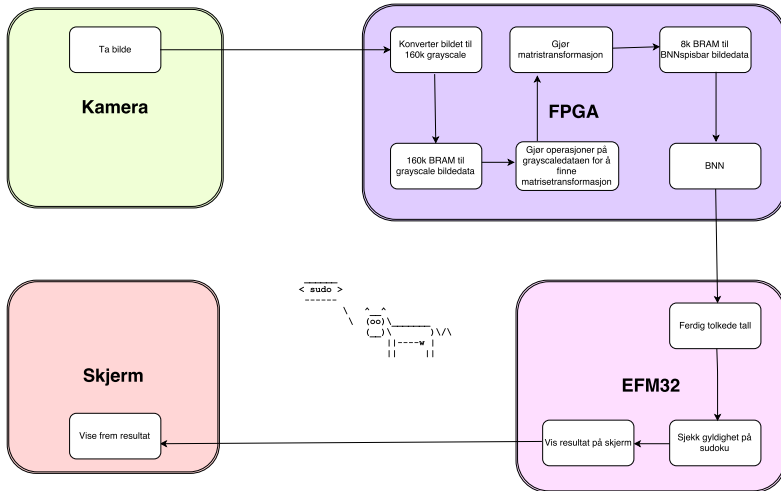 Ta bilde
Kamera
Konverter bildet til
160k grayscale
Gjør
matristransformasjon
8k BRAM til
BNNspisbar bildedata
FPGA
160k BRAM til
grayscale bildedata
Gjør operasjoner på
grayscaledataen for å
finne
matrisetransformasjon
BNN
< sudo >
Ferdig tolkede tall
EFM32
Sjekk gyldighet på
sudoku
Vis resultat på skjerm
Skjerm
Vise frem resultat